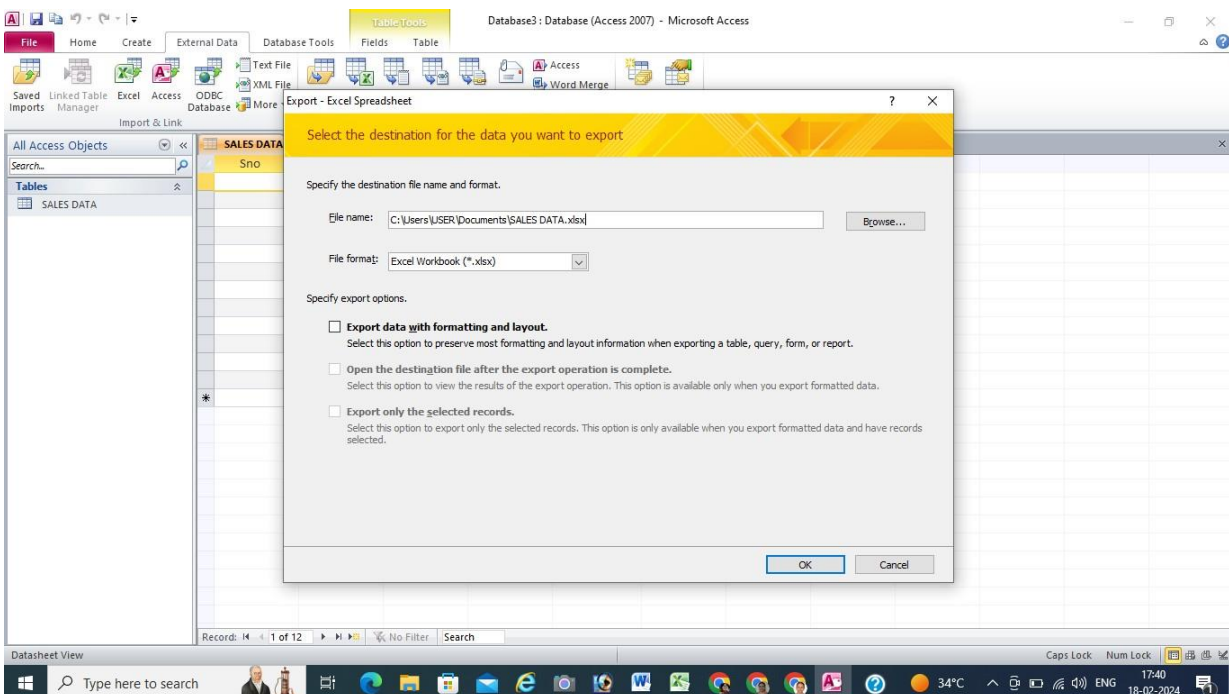 Table Tools
Database3 : Database (Access 2007) - Microsoft Access
File Home Create External Data Database Tools Fields Table
Saved Imports
Linked Table Manager
Excel
Access
ODBC Database
Text File
XML File
More
Access
Word Merge
Import & Link
Export - Excel Spreadsheet
Select the destination for the data you want to export
All Access Objects
Search...
Tables
SALES DATA
SALES DATA
Sno
Specify the destination file name and format.
File name: C:\Users\USER\Documents\SALES DATA.xlsx Browse...
File format: Excel Workbook (*.xlsx)
Specify export options.
Export data with formatting and layout.
Select this option to preserve most formatting and layout information when exporting a table, query, form, or report.
Open the destination file after the export operation is complete.
Select this option to view the results of the export operation. This option is available only when you export formatted data.
Export only the selected records.
Select this option to export only the selected records. This option is only available when you export formatted data and have records
selected.
OK Cancel
Record: 1 of 12 No Filter Search
Datasheet View Caps Lock Num Lock
Type here to search 34°C ENG 17:40
18-02-2024